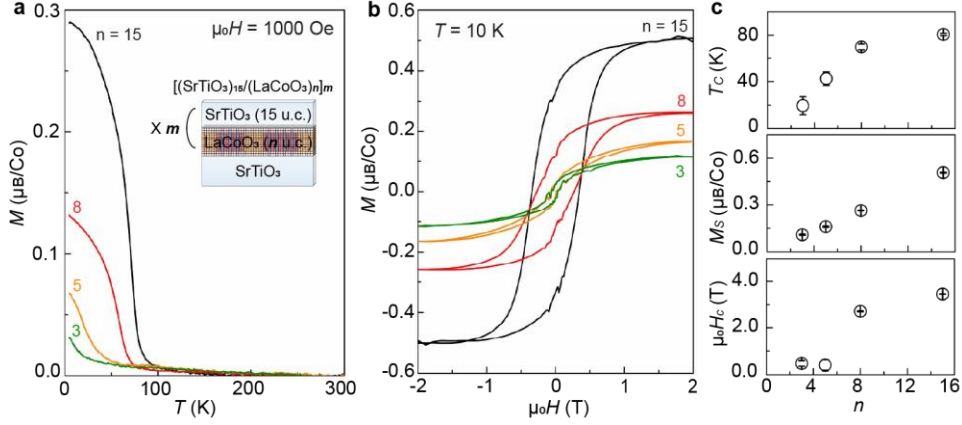 a
n = 15
μ₀H = 1000 Oe
[(SrTiO₃)₁₅/(LaCoO₃)n]m
X m
SrTiO₃ (15 u.c.)
LaCoO₃ (n u.c.)
SrTiO₃
8
5
3
M (μB/Co)
0.3
0.2
0.1
0.0
0
100
200
300
T (K)
b
T = 10 K
n = 15
8
5
3
M (μB/Co)
0.6
0.4
0.2
0.0
-0.2
-0.4
-0.6
-2
-1
0
1
2
μ₀H (T)
c
TC (K)
80
40
0
MS (μB/Co)
0.6
0.3
0.0
μ₀Hc (T)
4.0
2.0
0.0
0
4
8
12
16
n